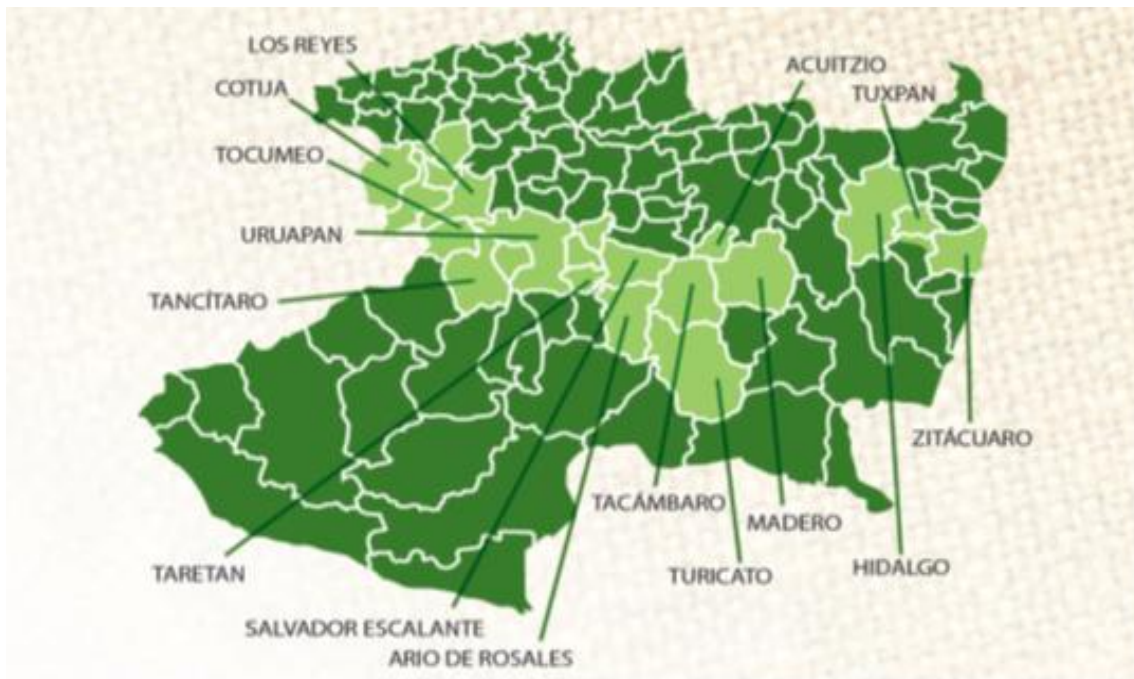 LOS REYES
COTIJA
TOCUMEO
URUAPAN
TANCÍTARO
TARETAN
SALVADOR ESCALANTE
ARIO DE ROSALES
TACÁMBARO
TURICATO
MADERO
HIDALGO
ZITÁCUARO
ACUITZIO
TUXPAN